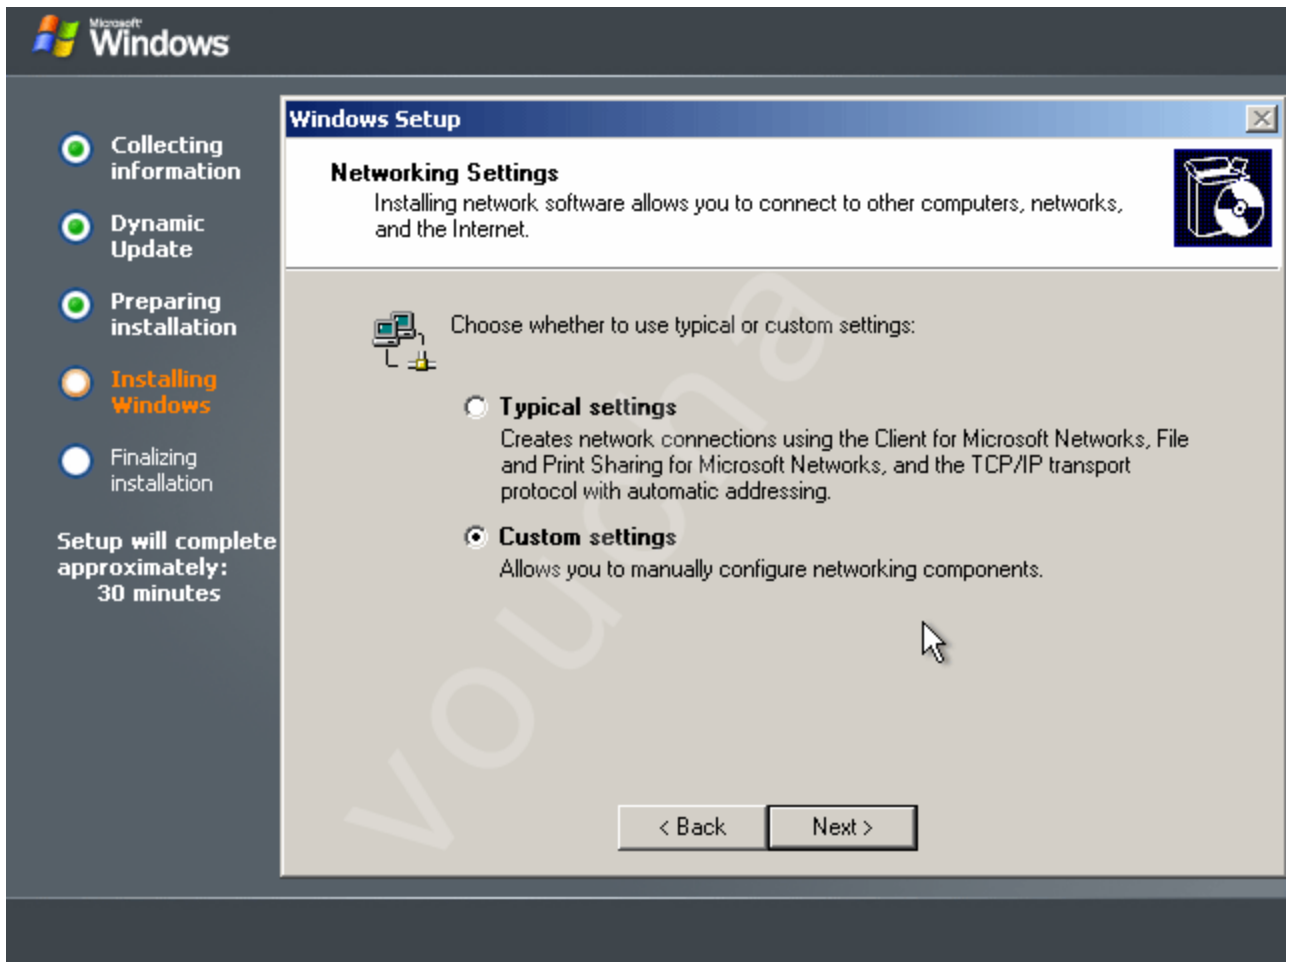 Microsoft
Windows
Collecting
information
Dynamic
Update
Preparing
installation
Installing
Windows
Finalizing
installation
Setup will complete
approximately:
30 minutes
Windows Setup
Networking Settings
Installing network software allows you to connect to other computers, networks,
and the Internet.
Choose whether to use typical or custom settings:
Typical settings
Creates network connections using the Client for Microsoft Networks, File
and Print Sharing for Microsoft Networks, and the TCP/IP transport
protocol with automatic addressing.
Custom settings
Allows you to manually configure networking components.
< Back
Next >